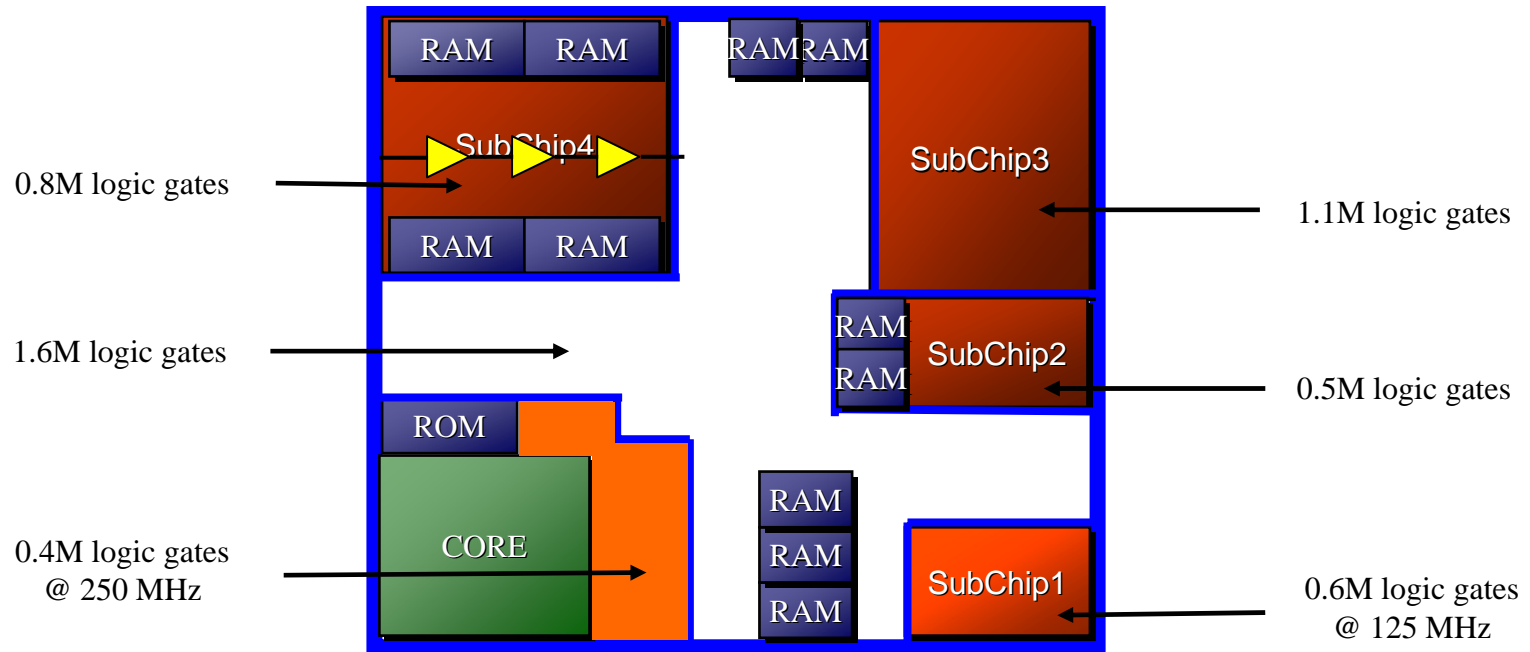 RAM RAM
RAM RAM
SubChip4
SubChip3
0.8M logic gates
1.1M logic gates
RAM RAM
RAM
RAM
SubChip2
1.6M logic gates
0.5M logic gates
ROM
CORE
0.4M logic gates
@ 250 MHz
RAM
RAM
RAM
SubChip1
0.6M logic gates
@ 125 MHz